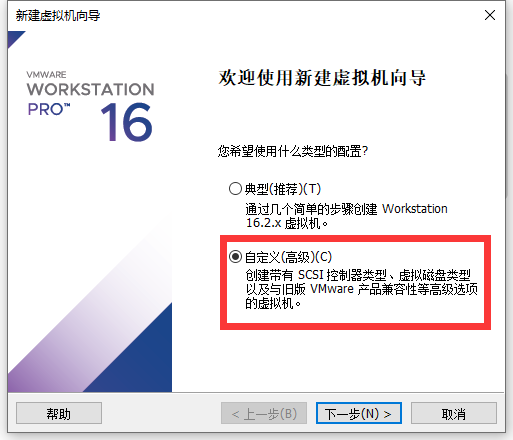 新建虚拟机向导
VMWARE
WORKSTATION
PRO™ 16
欢迎使用新建虚拟机向导
您希望使用什么类型的配置?
典型(推荐)(T)
通过几个简单的步骤创建 Workstation
16.2.x 虚拟机。
自定义(高级)(C)
创建带有 SCSI 控制器类型、虚拟磁盘类型
以及与旧版 VMware 产品兼容性等高级选项
的虚拟机。
帮助
< 上一步(B)
下一步(N) >
取消